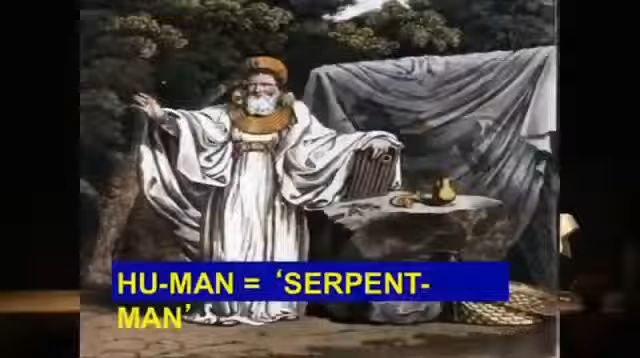 HU-MAN = ‘SERPENT-
MAN’